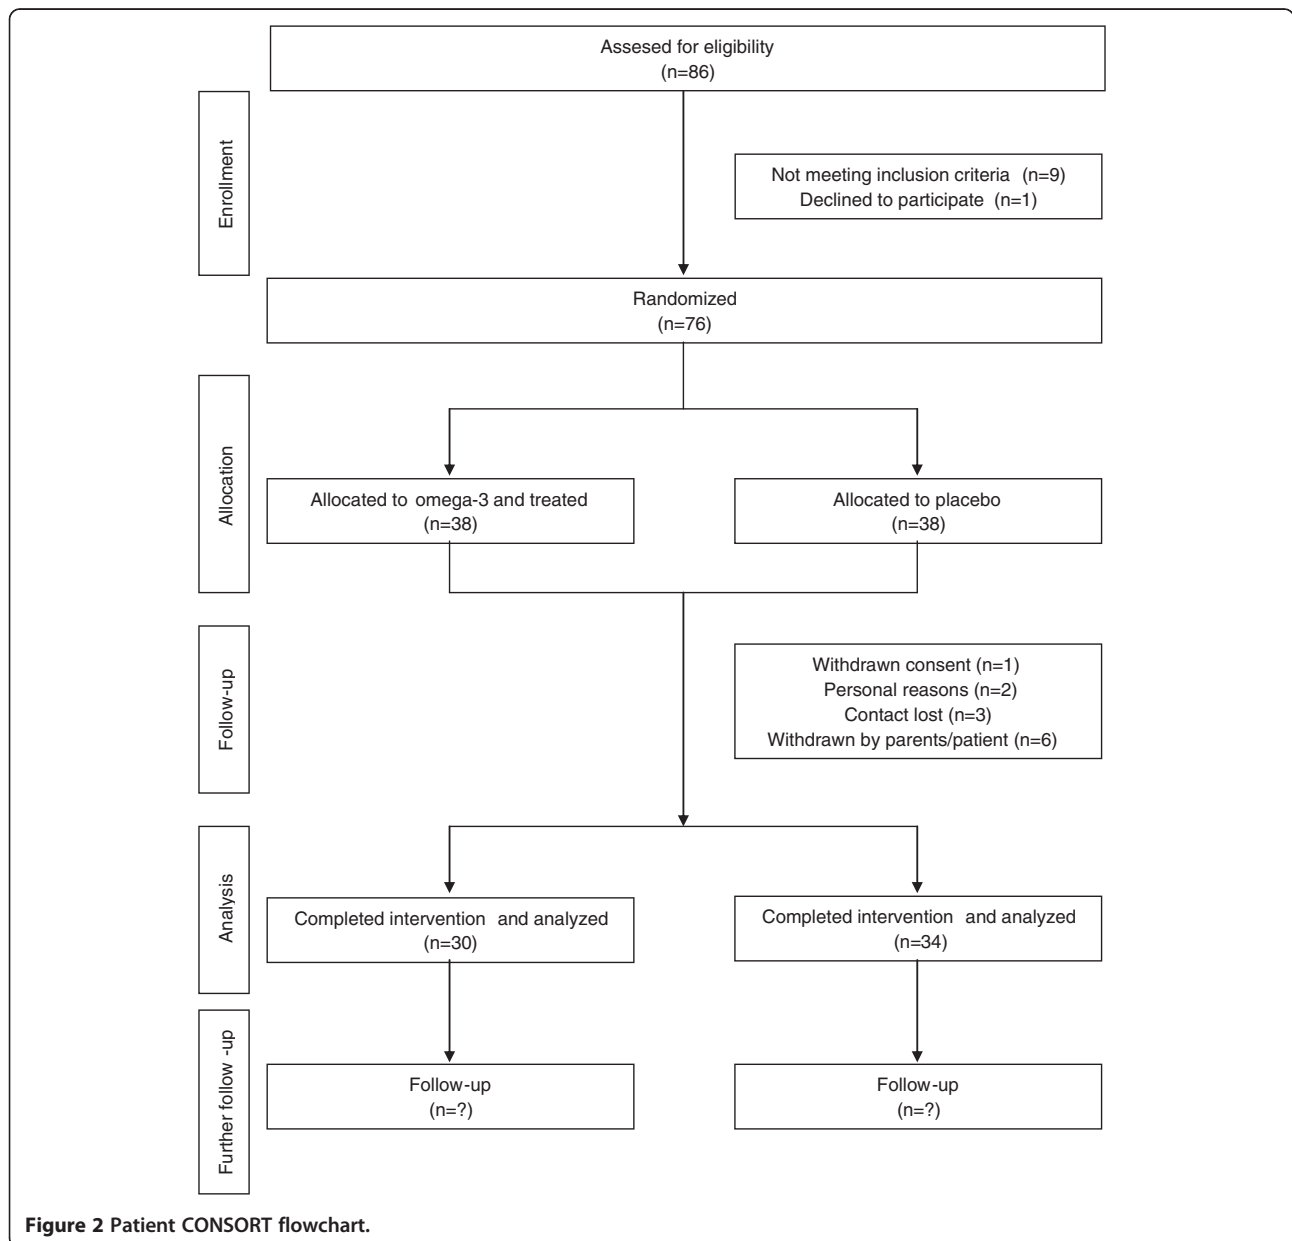 Assesed for eligibility
(n=86)
Enrollment
Not meeting inclusion criteria (n=9)
Declined to participate (n=1)
Randomized
(n=76)
Allocation
Allocated to omega-3 and treated
(n=38)
Allocated to placebo
(n=38)
Follow-up
Withdrawn consent (n=1)
Personal reasons (n=2)
Contact lost (n=3)
Withdrawn by parents/patient (n=6)
Analysis
Completed intervention and analyzed
(n=30)
Completed intervention and analyzed
(n=34)
Further follow -up
Follow-up
(n=?)
Follow-up
(n=?)
Figure 2 Patient CONSORT flowchart.